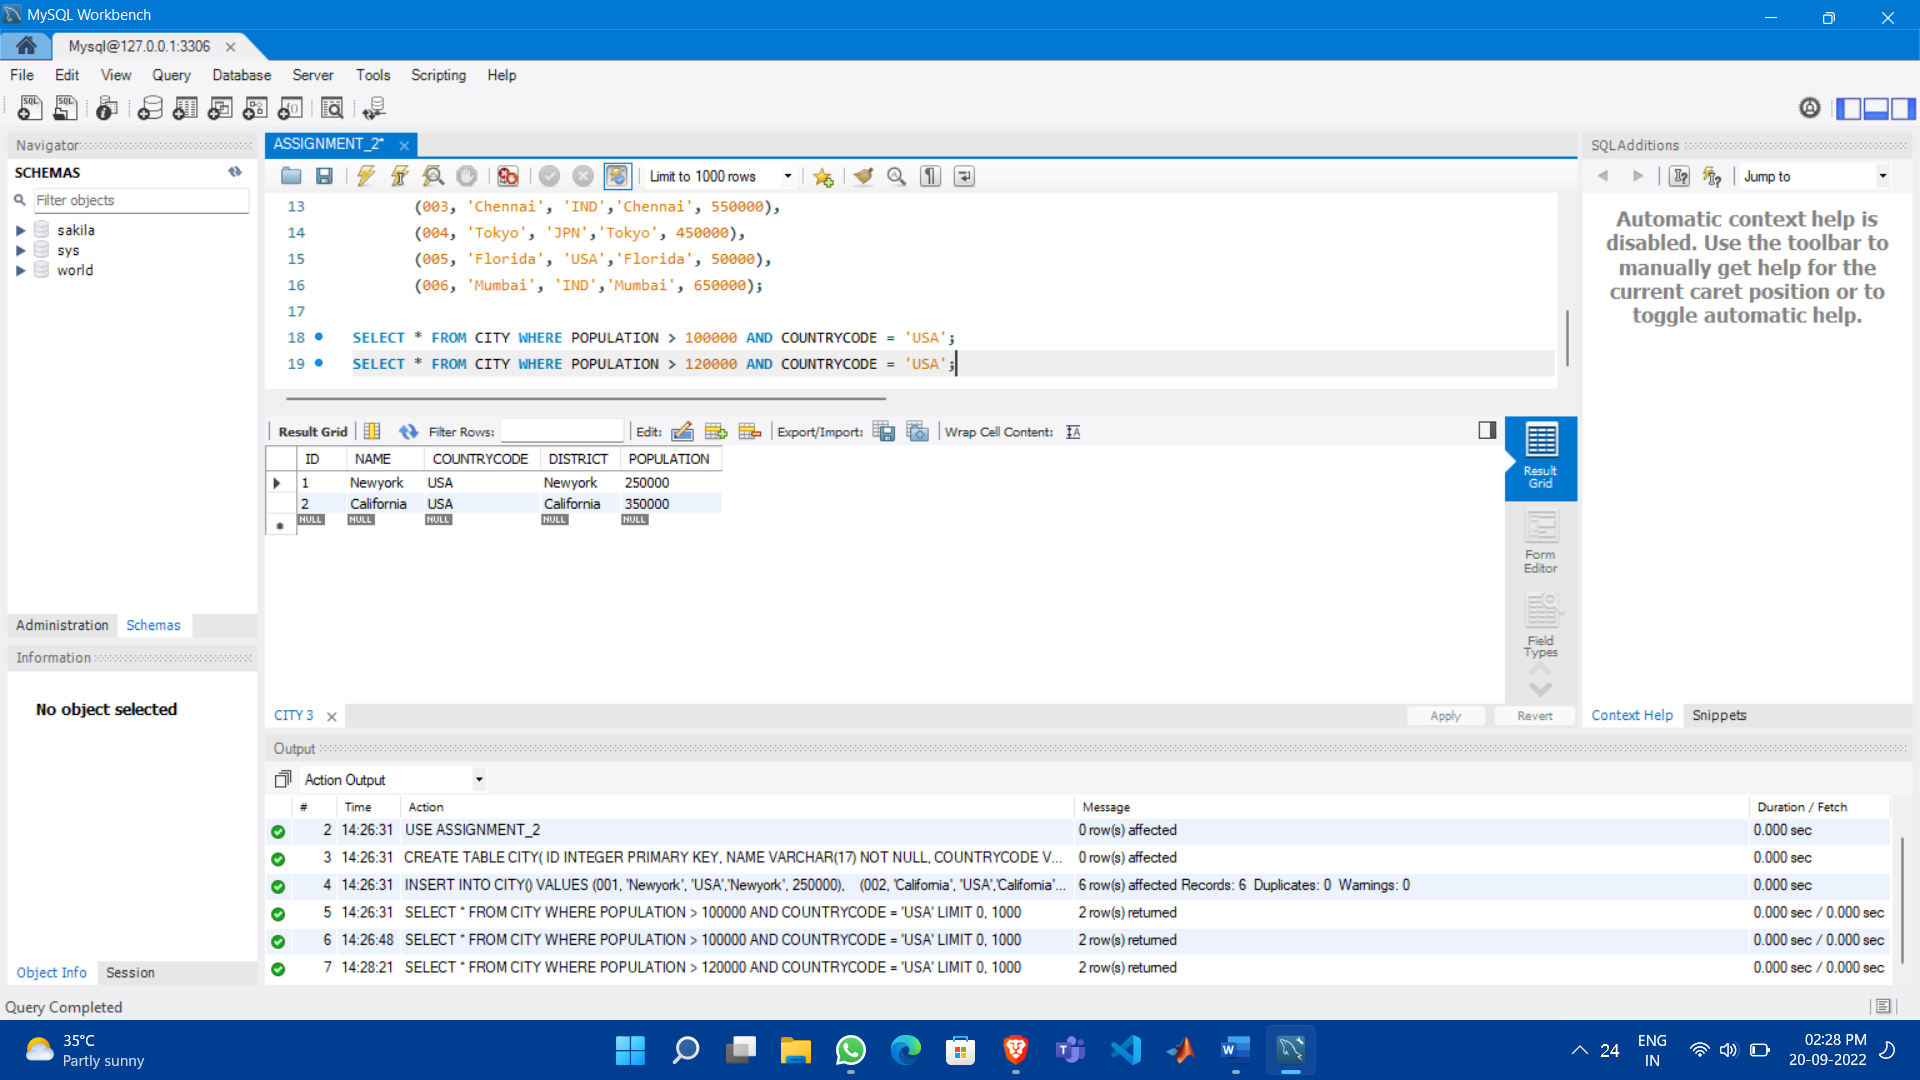 MySQL Workbench
Mysql@127.0.0.1:3306
File Edit View Query Database Server Tools Scripting Help
Navigator
SCHEMAS
Filter objects
sakila
sys
world
Administration Schemas
Information
No object selected
Object Info Session
ASSIGNMENT_2*
Limit to 1000 rows
13 (003, 'Chennai', 'IND','Chennai', 550000),
14 (004, 'Tokyo', 'JPN','Tokyo', 450000),
15 (005, 'Florida', 'USA','Florida', 50000),
16 (006, 'Mumbai', 'IND','Mumbai', 650000);
17
18 SELECT * FROM CITY WHERE POPULATION > 100000 AND COUNTRYCODE = 'USA';
19 SELECT * FROM CITY WHERE POPULATION > 120000 AND COUNTRYCODE = 'USA';
Result Grid Filter Rows: Edit: Export/Import: Wrap Cell Content:
ID NAME COUNTRYCODE DISTRICT POPULATION
1 Newyork USA Newyork 250000
2 California USA California 350000
NULL NULL NULL NULL NULL
Result
Grid
Form
Editor
Field
Types
CITY 3
Apply Revert
SQLAdditions
Jump to
Automatic context help is
disabled. Use the toolbar to
manually get help for the
current caret position or to
toggle automatic help.
Context Help Snippets
Output
Action Output
# Time Action Message Duration / Fetch
2 14:26:31 USE ASSIGNMENT_2 0 row(s) affected 0.000 sec
3 14:26:31 CREATE TABLE CITY( ID INTEGER PRIMARY KEY, NAME VARCHAR(17) NOT NULL, COUNTRYCODE V... 0 row(s) affected 0.000 sec
4 14:26:31 INSERT INTO CITY() VALUES (001, 'Newyork', 'USA','Newyork', 250000), (002, 'California', 'USA','California'... 6 row(s) affected Records: 6 Duplicates: 0 Warnings: 0 0.000 sec
5 14:26:31 SELECT * FROM CITY WHERE POPULATION > 100000 AND COUNTRYCODE = 'USA' LIMIT 0, 1000 2 row(s) returned 0.000 sec / 0.000 sec
6 14:26:48 SELECT * FROM CITY WHERE POPULATION > 100000 AND COUNTRYCODE = 'USA' LIMIT 0, 1000 2 row(s) returned 0.000 sec / 0.000 sec
7 14:28:21 SELECT * FROM CITY WHERE POPULATION > 120000 AND COUNTRYCODE = 'USA' LIMIT 0, 1000 2 row(s) returned 0.000 sec / 0.000 sec
Query Completed
35°C
Partly sunny
24
ENG
IN
02:28 PM
20-09-2022